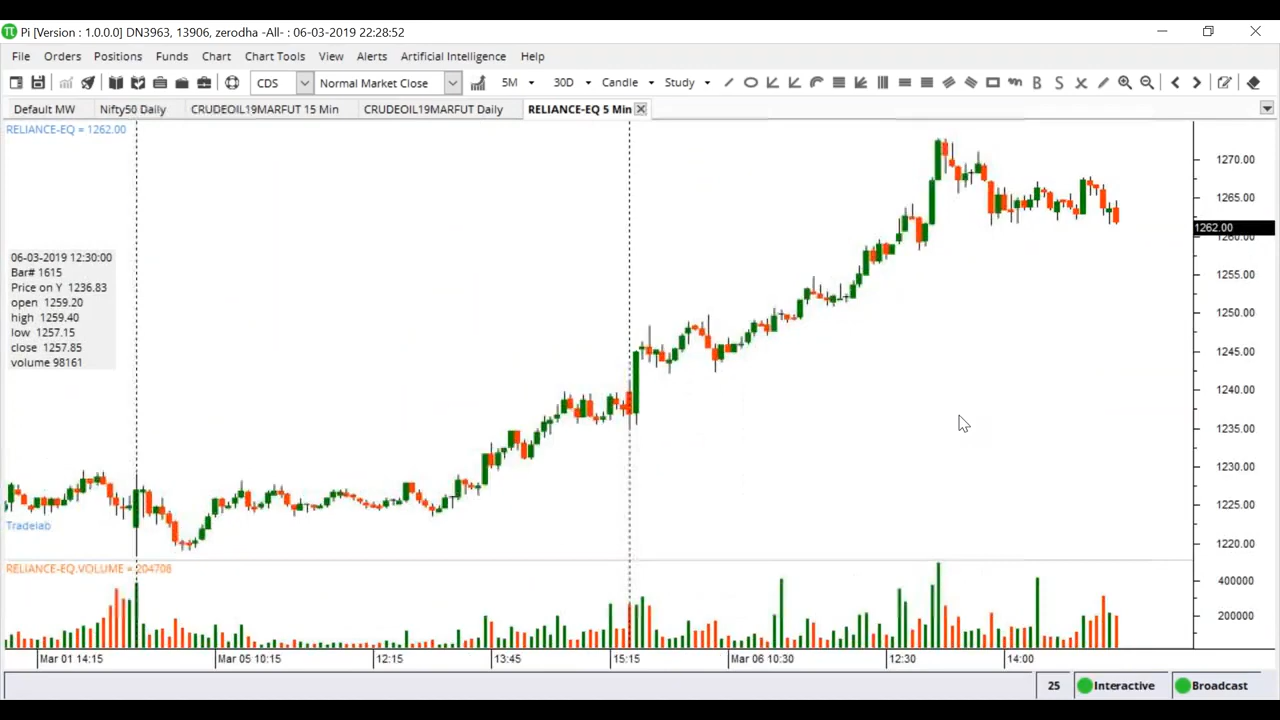 Pi [Version : 1.0.0.0] DN3963, 13906, zerodha -All- : 06-03-2019 22:28:52
File Orders Positions Funds Chart Chart Tools View Alerts Artificial Intelligence Help
CDS Normal Market Close 5M 30D Candle Study B S
Default MW Nifty50 Daily CRUDEOIL19MARFUT 15 Min CRUDEOIL19MARFUT Daily RELIANCE-EQ 5 Min
RELIANCE-EQ = 1262.00
1270.00
1265.00
1262.00
1260.00
1255.00
1250.00
1245.00
1240.00
1235.00
1230.00
1225.00
1220.00
06-03-2019 12:30:00
Bar# 1615
Price on Y 1236.83
open 1259.20
high 1259.40
low 1257.15
close 1257.85
volume 98161
Tradelab
RELIANCE-EQ.VOLUME = 204708
400000
200000
Mar 01 14:15 Mar 05 10:15 12:15 13:45 15:15 Mar 06 10:30 12:30 14:00
25 Interactive Broadcast